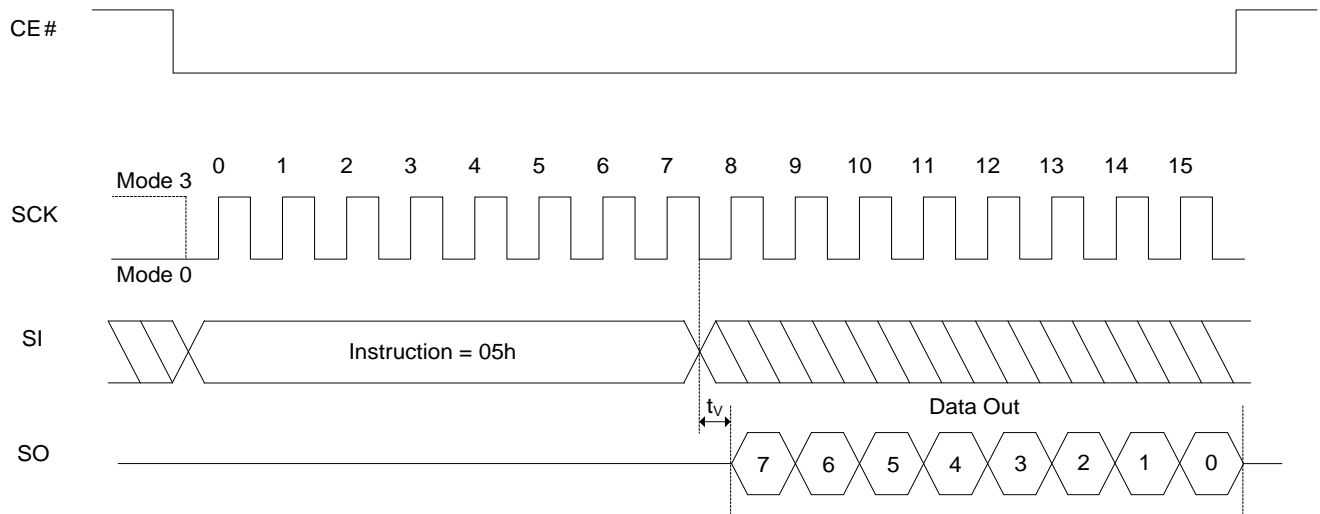 CE#
0 1 2 3 4 5 6 7 8 9 10 11 12 13 14 15
Mode 3
SCK
Mode 0
SI
Instruction = 05h
tV
Data Out
SO
7 6 5 4 3 2 1 0